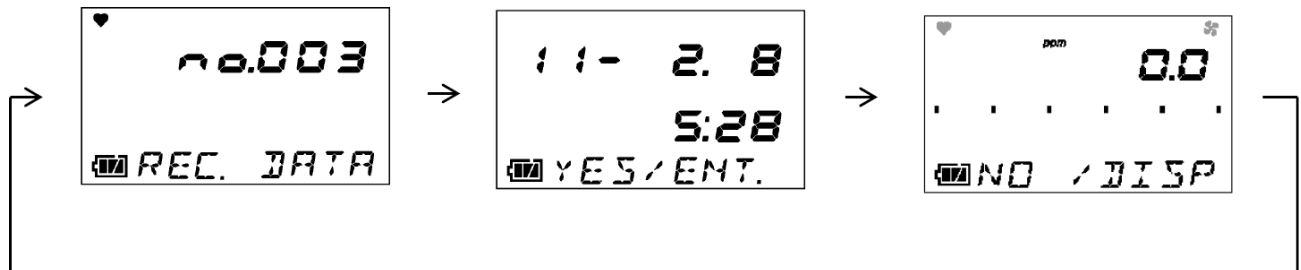 no.003
REC. DATA
11- 2. 8
5:28
YES/ENT.
ppm
0.0
NO /DISP